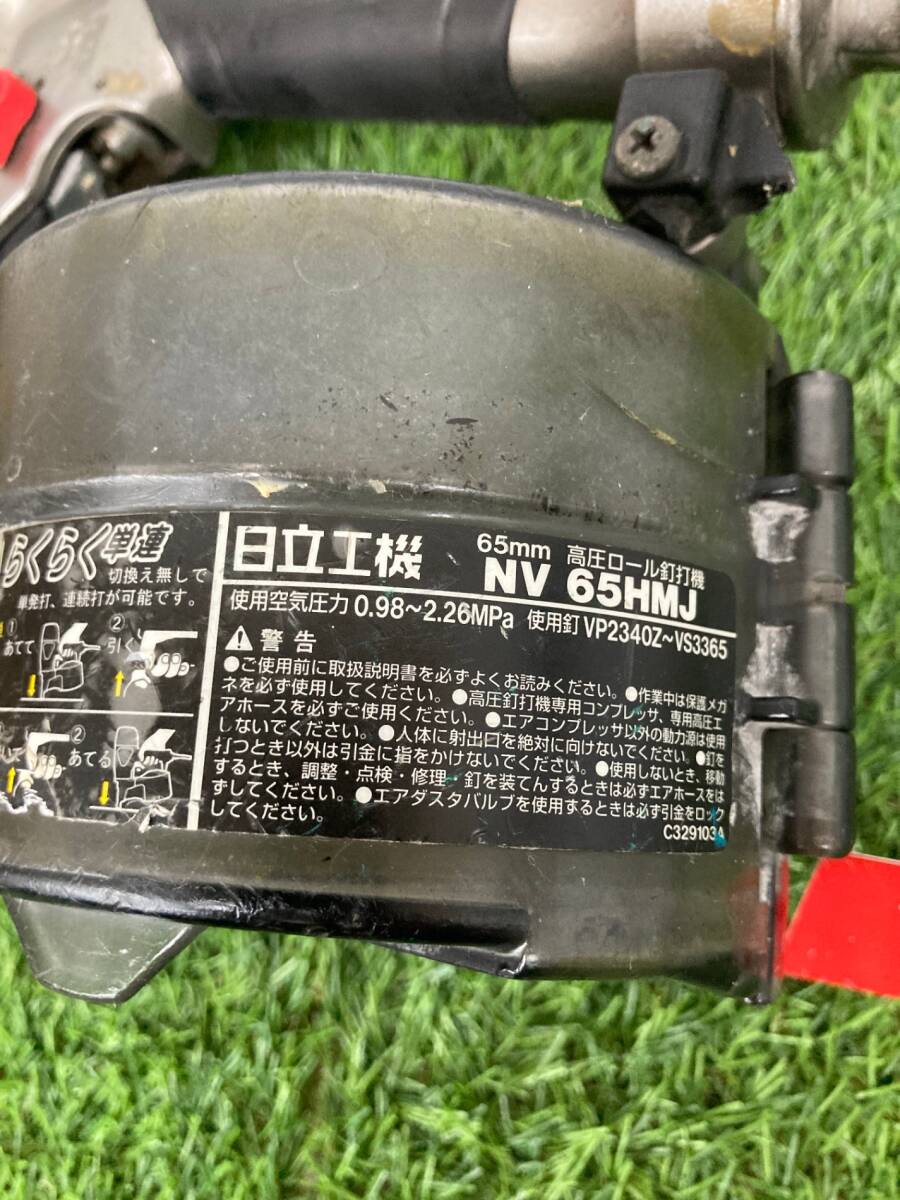 らくらく単連
切換え無しで
単発打、連続打が可能です。
①
あてて
②
引く
②
あてる
日立工機
65mm 高圧ロール釘打機
NV 65HMJ
使用空気圧力 0.98~2.26MPa 使用釘 VP2340Z~VS3365
警告
●ご使用前に取扱説明書を必ずよくお読みください。●作業中は保護メガ
ネを必ず使用してください。●高圧釘打機専用コンプレッサ、専用高圧エ
アホースを必ずご使用ください。●エアコンプレッサ以外の動力源は使用
しないでください。●人体に射出口を絶対に向けないでください。●釘を
打つとき以外は引金に指をかけないでください。●使用しないとき、移動
するとき、調整・点検・修理・釘を装てんするときは必ずエアホースをは
ずしてください。●エアダスタバルブを使用するときは必ず引金をロック
してください。
C329103A